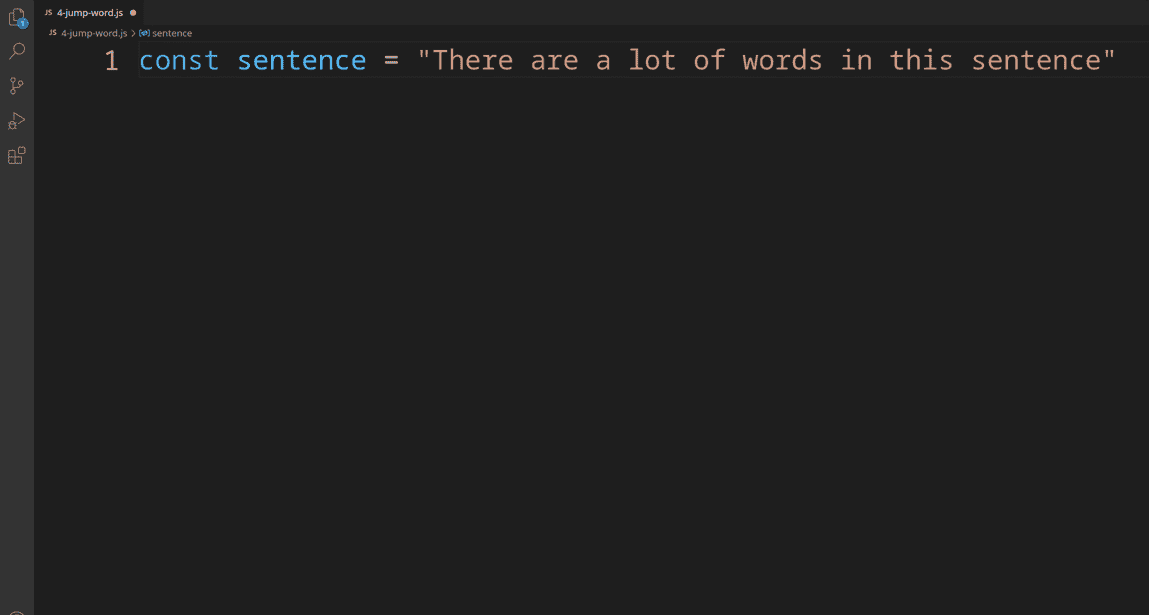 JS 4-jump-word.js
JS 4-jump-word.js > sentence
1
1 const sentence = "There are a lot of words in this sentence"